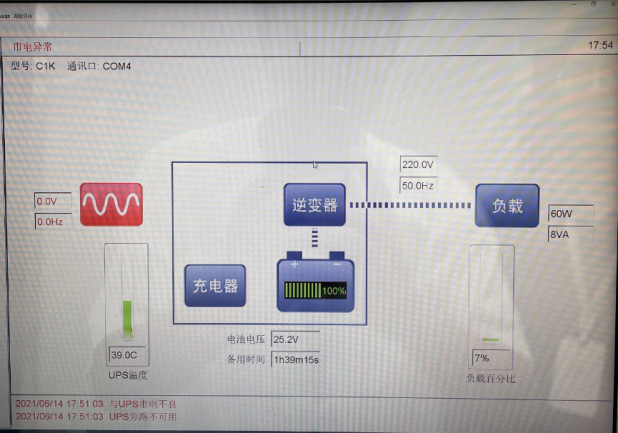 市电异常
17:54
型号: C1K 通讯口: COM4
220.0V
50.0Hz
0.0V
0.0Hz
逆变器
负载
60W
8VA
充电器
100%
39.0C
UPS温度
电池电压 25.2V
备用时间 1h39m15s
7%
负载百分比
2021/06/14 17:51:03 与UPS市电不良
2021/06/14 17:51:03 UPS旁路不可用